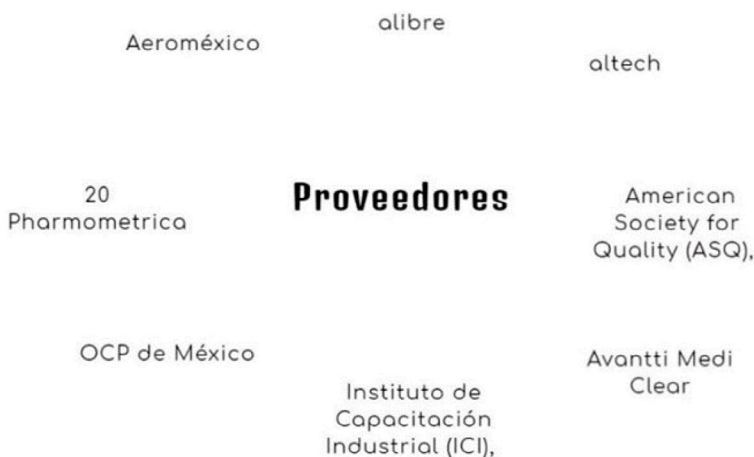 alibre
Aeroméxico
altech
20
Pharmometrica
Proveedores
American
Society for
Quality (ASQ),
OCP de México
Avantti Medi
Clear
Instituto de
Capacitación
Industrial (ICI),